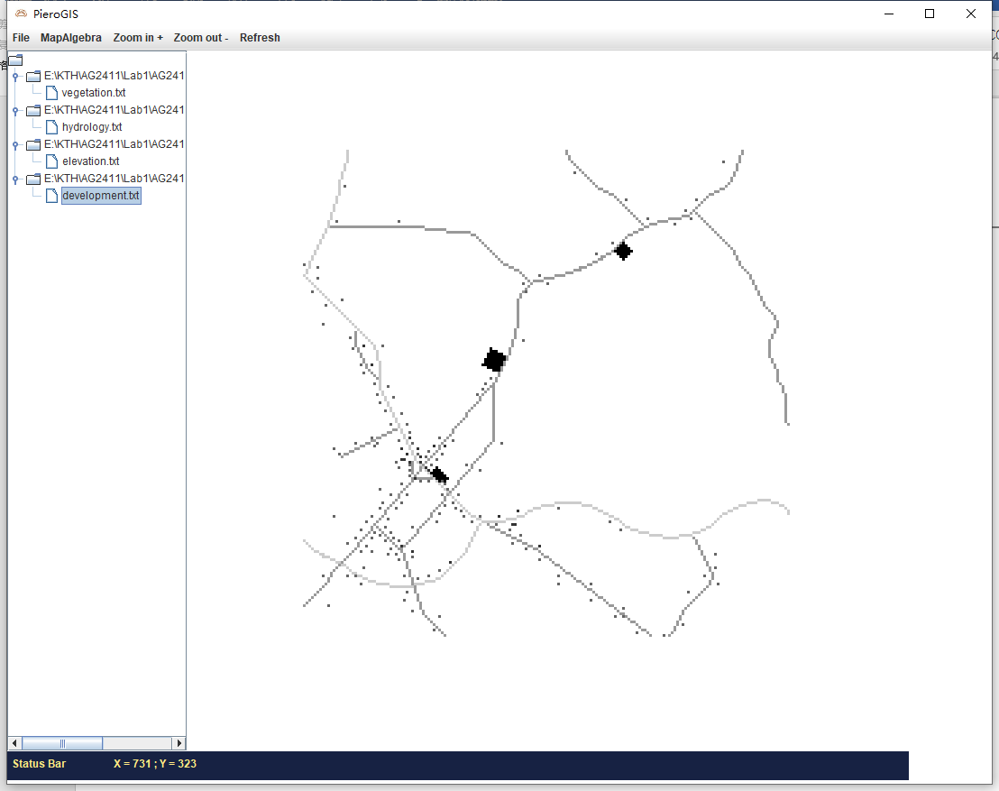 PieroGIS
File MapAlgebra Zoom in + Zoom out - Refresh
E:\KTH\AG2411\Lab1\AG241
vegetation.txt
E:\KTH\AG2411\Lab1\AG241
hydrology.txt
E:\KTH\AG2411\Lab1\AG241
elevation.txt
E:\KTH\AG2411\Lab1\AG241
development.txt
Status Bar X = 731 ; Y = 323